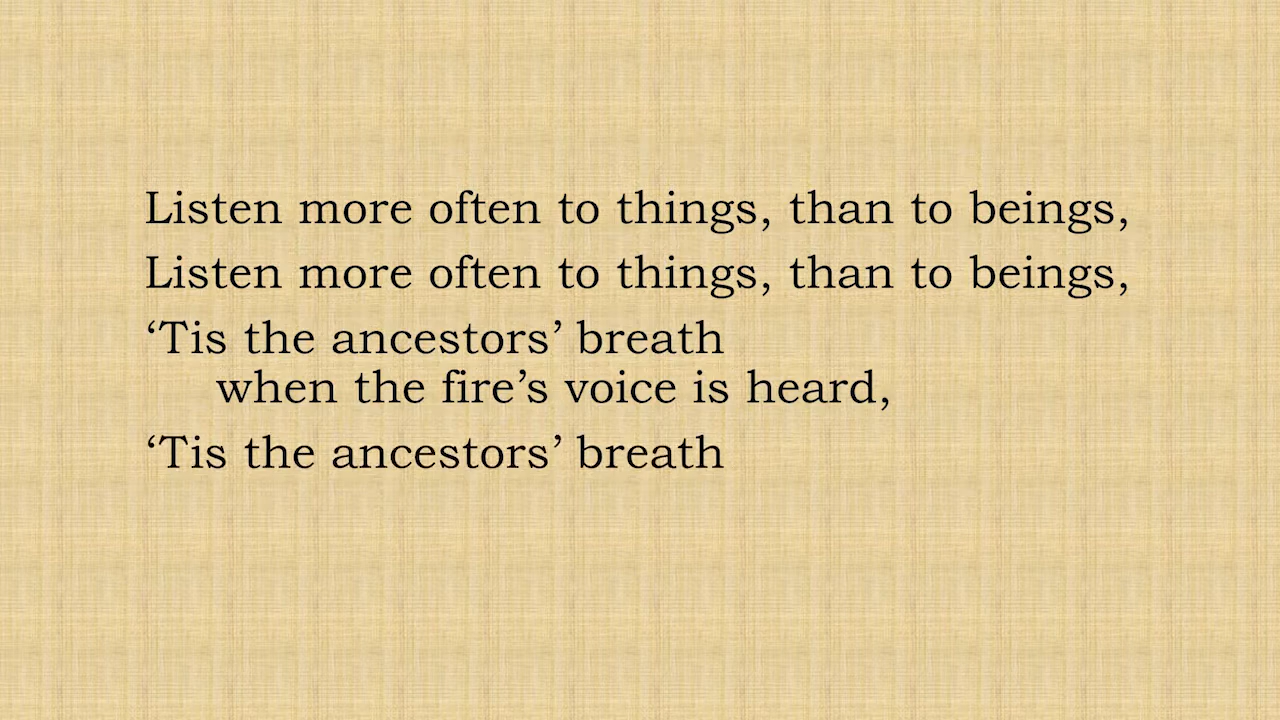 Listen more often to things, than to beings,
Listen more often to things, than to beings,
‘Tis the ancestors’ breath
when the fire’s voice is heard,
‘Tis the ancestors’ breath